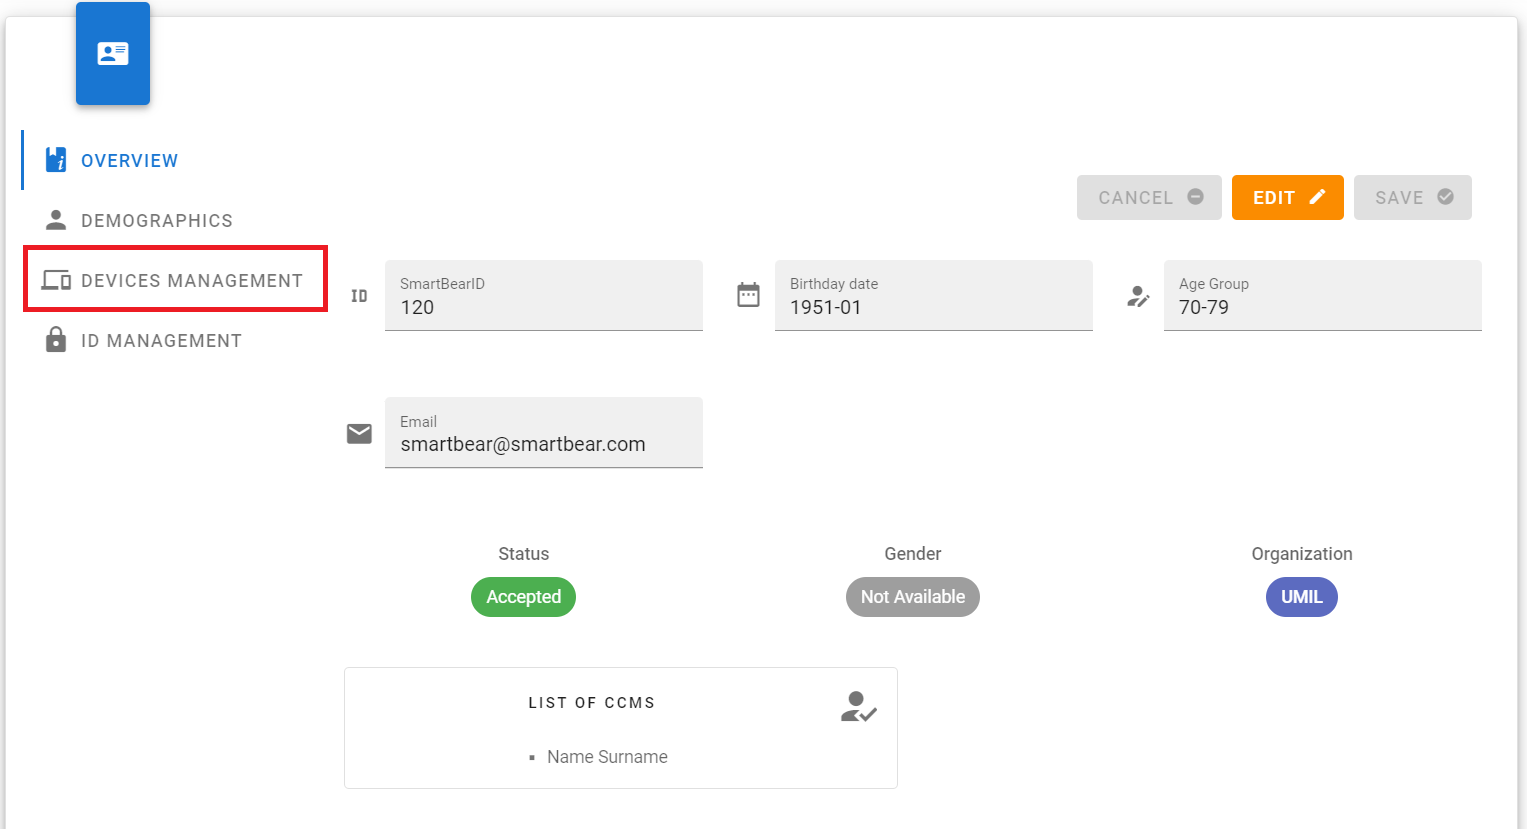 OVERVIEW
DEMOGRAPHICS
DEVICES MANAGEMENT
ID MANAGEMENT
CANCEL
EDIT
SAVE
ID
SmartBearID
120
Birthday date
1951-01
Age Group
70-79
Email
smartbear@smartbear.com
Status
Accepted
Gender
Not Available
Organization
UMIL
LIST OF CCMS
▪ Name Surname